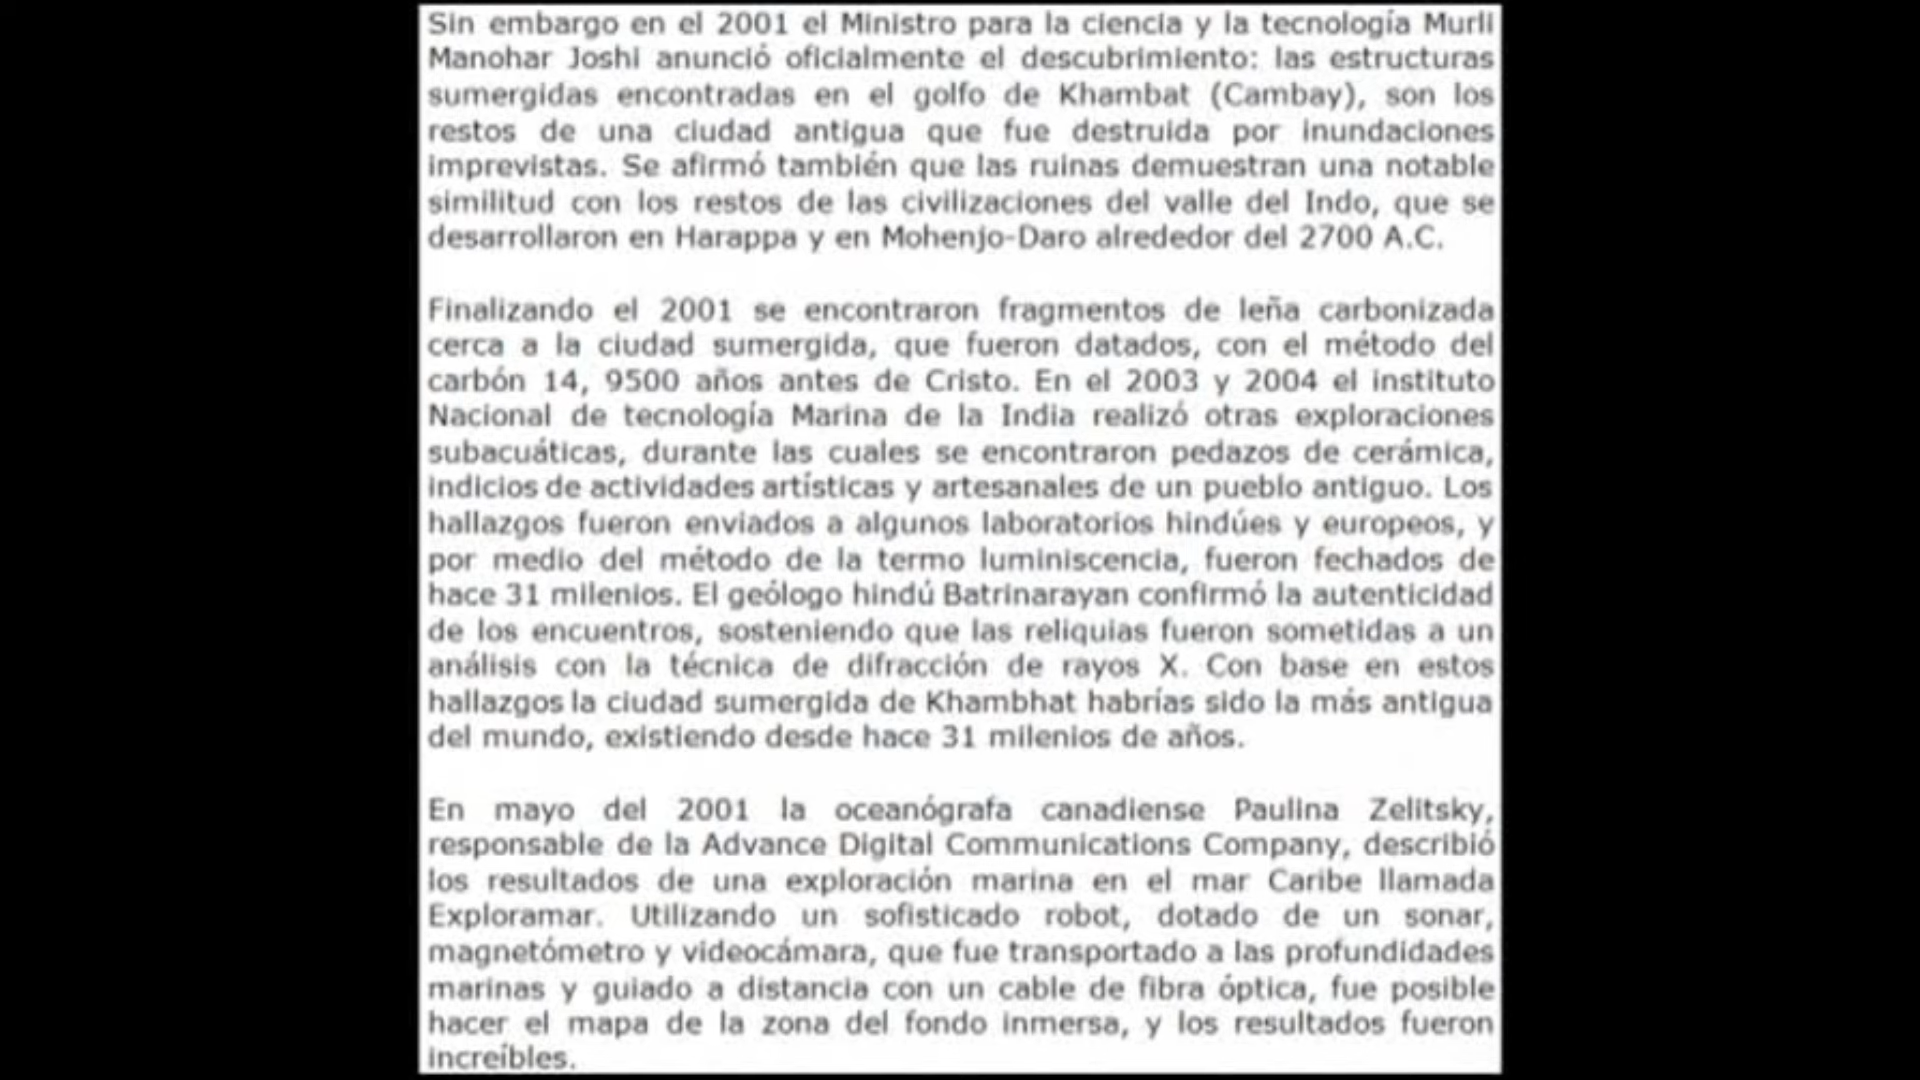 Sin embargo en el 2001 el Ministro para la ciencia y la tecnología Murli
Manohar Joshi anunció oficialmente el descubrimiento: las estructuras
sumergidas encontradas en el golfo de Khambat (Cambay), son los
restos de una ciudad antigua que fue destruida por inundaciones
imprevistas. Se afirmó también que las ruinas demuestran una notable
similitud con los restos de las civilizaciones del valle del Indo, que se
desarrollaron en Harappa y en Mohenjo-Daro alrededor del 2700 A.C.
Finalizando el 2001 se encontraron fragmentos de leña carbonizada
cerca a la ciudad sumergida, que fueron datados, con el método del
carbón 14, 9500 años antes de Cristo. En el 2003 y 2004 el instituto
Nacional de tecnología Marina de la India realizó otras exploraciones
subacuáticas, durante las cuales se encontraron pedazos de cerámica,
indicios de actividades artísticas y artesanales de un pueblo antiguo. Los
hallazgos fueron enviados a algunos laboratorios hindúes y europeos, y
por medio del método de la termo luminiscencia, fueron fechados de
hace 31 milenios. El geólogo hindú Batrinarayan confirmó la autenticidad
de los encuentros, sosteniendo que las reliquias fueron sometidas a un
análisis con la técnica de difracción de rayos X. Con base en estos
hallazgos la ciudad sumergida de Khambhat habrías sido la más antigua
del mundo, existiendo desde hace 31 milenios de años.
En mayo del 2001 la oceanógrafa canadiense Paulina Zelitsky,
responsable de la Advance Digital Communications Company, describió
los resultados de una exploración marina en el mar Caribe llamada
Exploramar. Utilizando un sofisticado robot, dotado de un sonar,
magnetómetro y videocámara, que fue transportado a las profundidades
marinas y guiado a distancia con un cable de fibra óptica, fue posible
hacer el mapa de la zona del fondo inmersa, y los resultados fueron
increíbles.